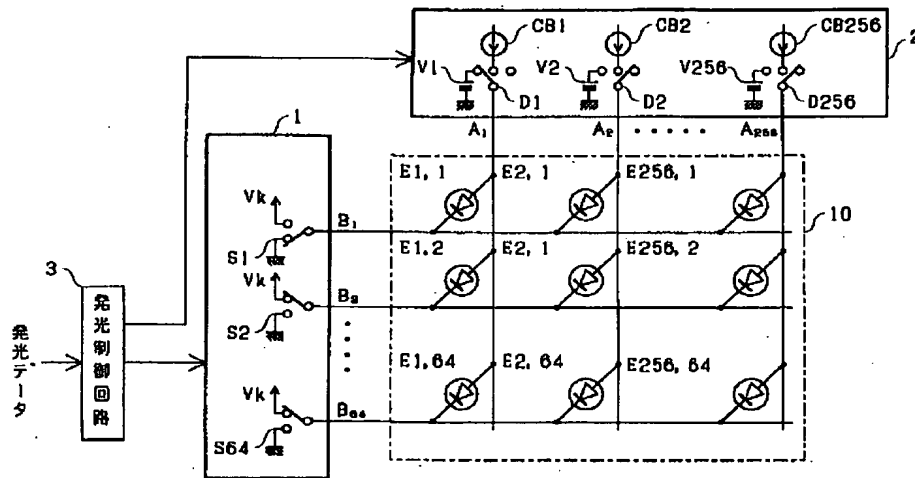 CB1 CB2 CB256
2
V1 V2 V256
D1 D2 D256
1
A₁ A₂ ・・・・・ A₂₅₆
Vk
B₁
E1, 1 E2, 1 E256, 1
10
S1
3
Vk
B₂
E1, 2 E2, 1 E256, 2
S2
発光制御回路
発光データ
Vk
B₆₄
E1, 64 E2, 64 E256, 64
S64